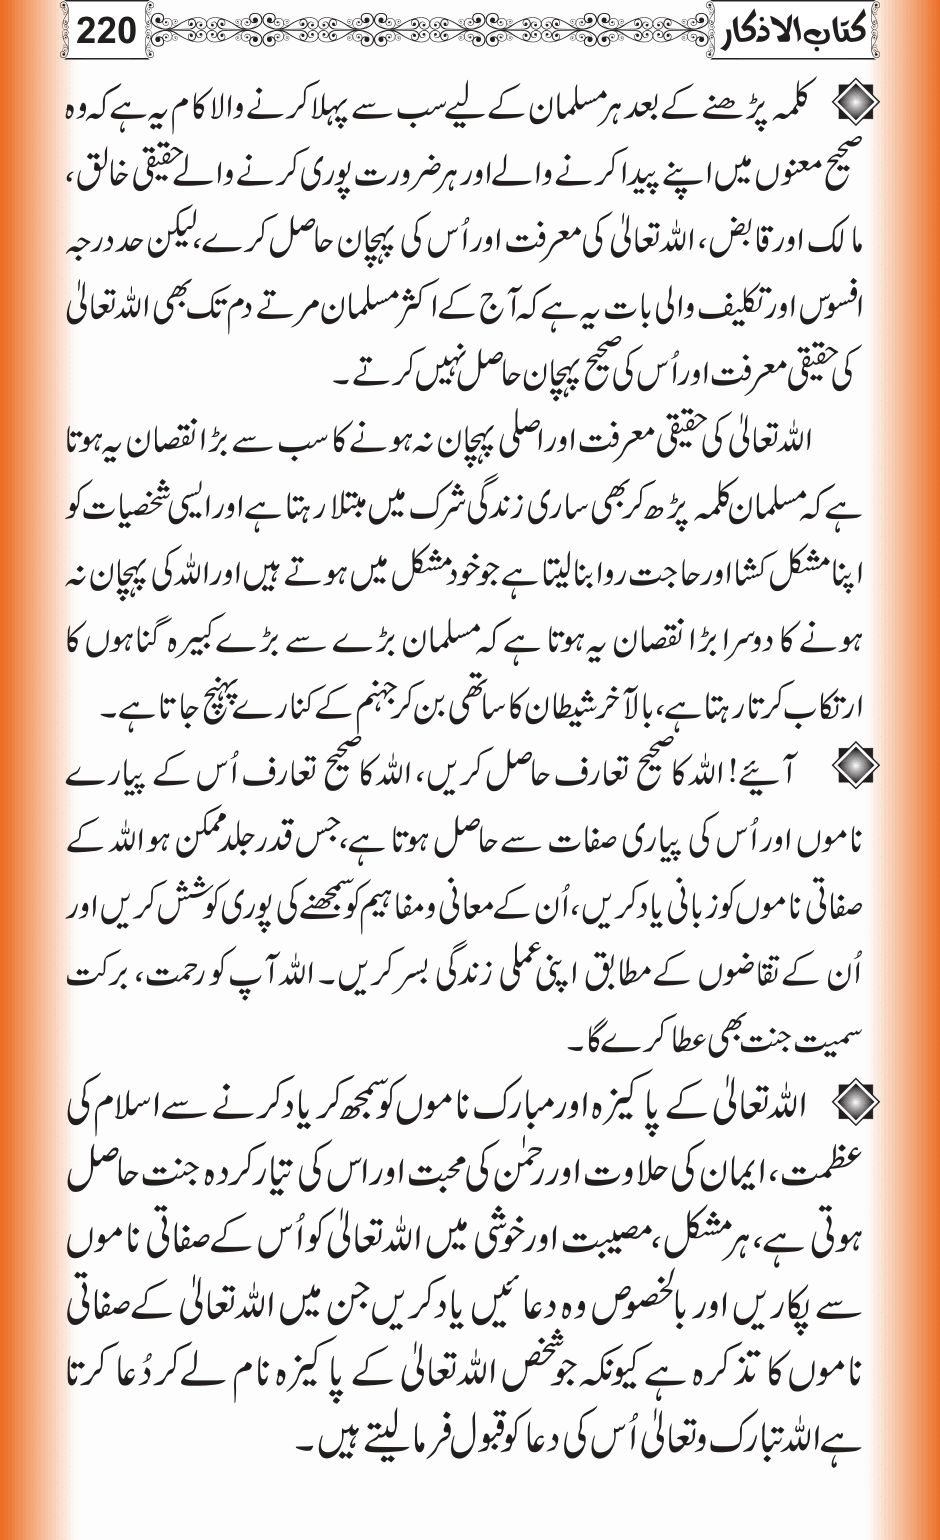 کتاب الاذکار
220
کلمہ پڑھنے کے بعد ہر مسلمان کے لیے سب سے پہلا کرنے والا کام یہ ہے کہ وہ
صحیح معنوں میں اپنے پیدا کرنے والے اور ہر ضرورت پوری کرنے والے حقیقی خالق،
مالک اور قابض، اللہ تعالیٰ کی معرفت اور اُس کی پہچان حاصل کرے، لیکن حد درجہ
افسوس اور تکلیف والی بات یہ ہے کہ آج کے اکثر مسلمان مرتے دم تک بھی اللہ تعالیٰ
کی حقیقی معرفت اور اُس کی صحیح پہچان حاصل نہیں کرتے۔
اللہ تعالیٰ کی حقیقی معرفت اور اصلی پہچان نہ ہونے کا سب سے بڑا نقصان یہ ہوتا
ہے کہ مسلمان کلمہ پڑھ کر بھی ساری زندگی شرک میں مبتلا رہتا ہے اور ایسی شخصیات کو
اپنا مشکل کشا اور حاجت روا بنا لیتا ہے جو خود مشکل میں ہوتے ہیں اور اللہ کی پہچان نہ
ہونے کا دوسرا بڑا نقصان یہ ہوتا ہے کہ مسلمان بڑے سے بڑے کبیرہ گناہوں کا
ارتکاب کرتا رہتا ہے، بالآخر شیطان کا ساتھی بن کر جہنم کے کنارے پہنچ جاتا ہے۔
آیئے! اللہ کا صحیح تعارف حاصل کریں، اللہ کا صحیح تعارف اُس کے پیارے
ناموں اور اُس کی پیاری صفات سے حاصل ہوتا ہے، جس قدر جلد ممکن ہو اللہ کے
صفاتی ناموں کو زبانی یاد کریں، اُن کے معانی و مفاہیم کو سمجھنے کی پوری کوشش کریں اور
اُن کے تقاضوں کے مطابق اپنی عملی زندگی بسر کریں۔ اللہ آپ کو رحمت، برکت
سمیت جنت بھی عطا کرے گا۔
اللہ تعالیٰ کے پاکیزہ اور مبارک ناموں کو سمجھ کر یاد کرنے سے اسلام کی
عظمت، ایمان کی حلاوت اور رحمٰن کی محبت اور اس کی تیار کردہ جنت حاصل
ہوتی ہے، ہر مشکل، مصیبت اور خوشی میں اللہ تعالیٰ کو اُس کے صفاتی ناموں
سے پکاریں اور بالخصوص وہ دعائیں یاد کریں جن میں اللہ تعالیٰ کے صفاتی
ناموں کا تذکرہ ہے کیونکہ جو شخص اللہ تعالیٰ کے پاکیزہ نام لے کر دُعا کرتا
ہے اللہ تبارک و تعالیٰ اُس کی دعا کو قبول فرما لیتے ہیں۔